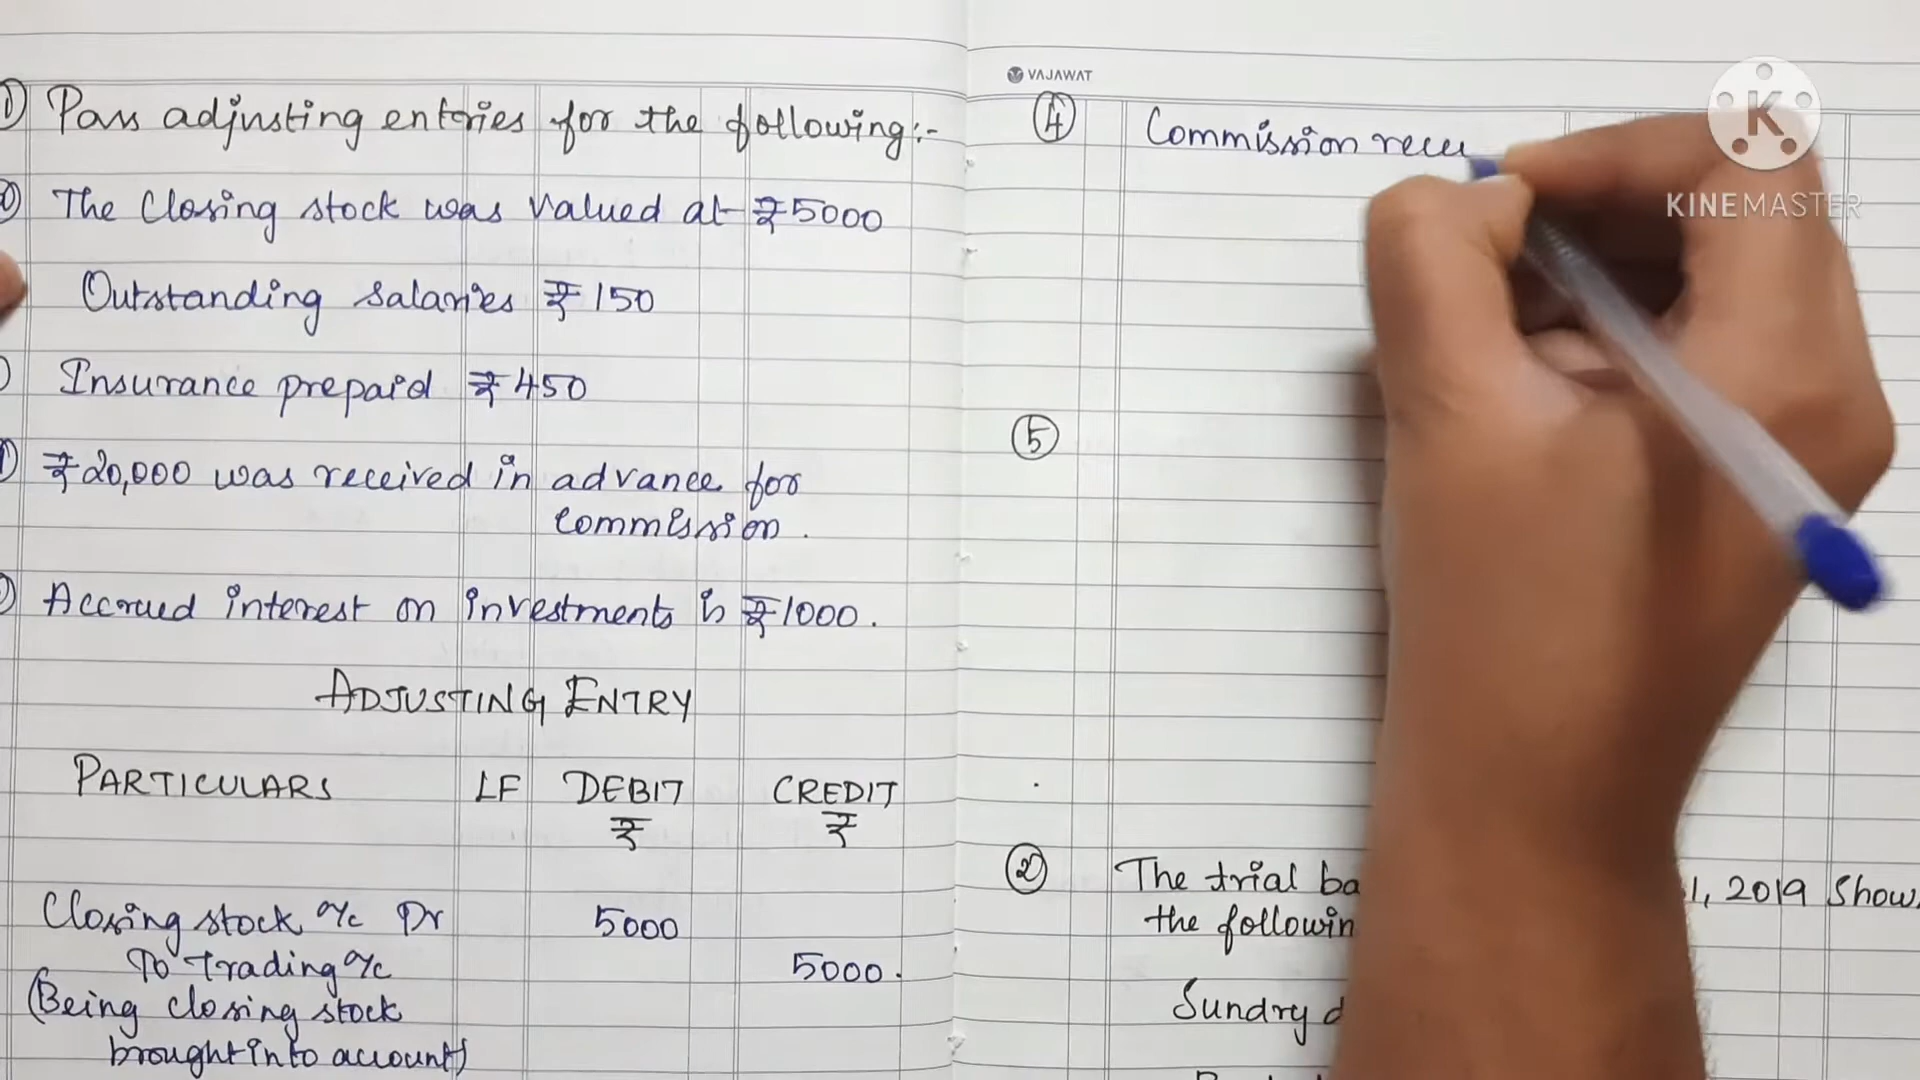 ① Pass adjusting entries for the following:-
The closing stock was valued at ₹5000
Outstanding salaries ₹150
Insurance prepaid ₹450
₹20,000 was received in advance for
commission.
Accrued interest on investments is ₹1000.
ADJUSTING ENTRY
PARTICULARS LF DEBIT CREDIT
₹ ₹
Closing stock a/c Dr 5000
To trading a/c 5000.
(Being closing stock
brought into account)
VAJAWAT
④ Commission recei
⑤
② The trial ba 1, 2019 Show
the followin
Sundry d
K
KINEMASTER